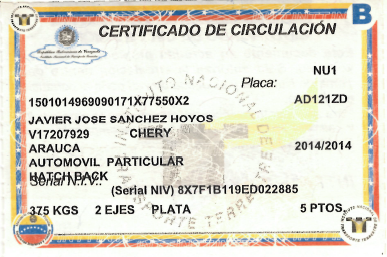 B
CERTIFICADO DE CIRCULACIÓN
República Bolivariana de Venezuela
NU1
Placa:
1501014969090171X77550X2 AD121ZD
JAVIER JOSE SANCHEZ HOYOS
V17207929 CHERY
ARAUCA 2014/2014
AUTOMOVIL PARTICULAR
HATCH BACK
Serial N.I.V.:
(Serial NIV) 8X7F1B119ED022885
375 KGS 2 EJES PLATA 5 PTOS.
INSTITUTO NACIONAL DE TRANSPORTE TERRESTRE